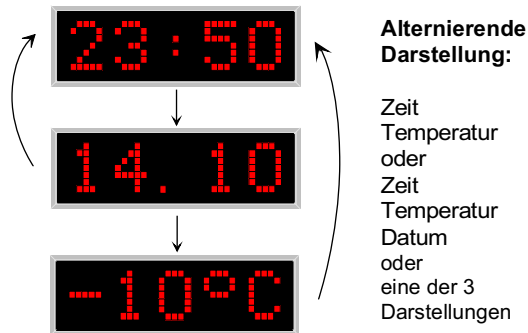 23:50
14.10
-10°C
Alternierende
Darstellung:
Zeit
Temperatur
oder
Zeit
Temperatur
Datum
oder
eine der 3
Darstellungen